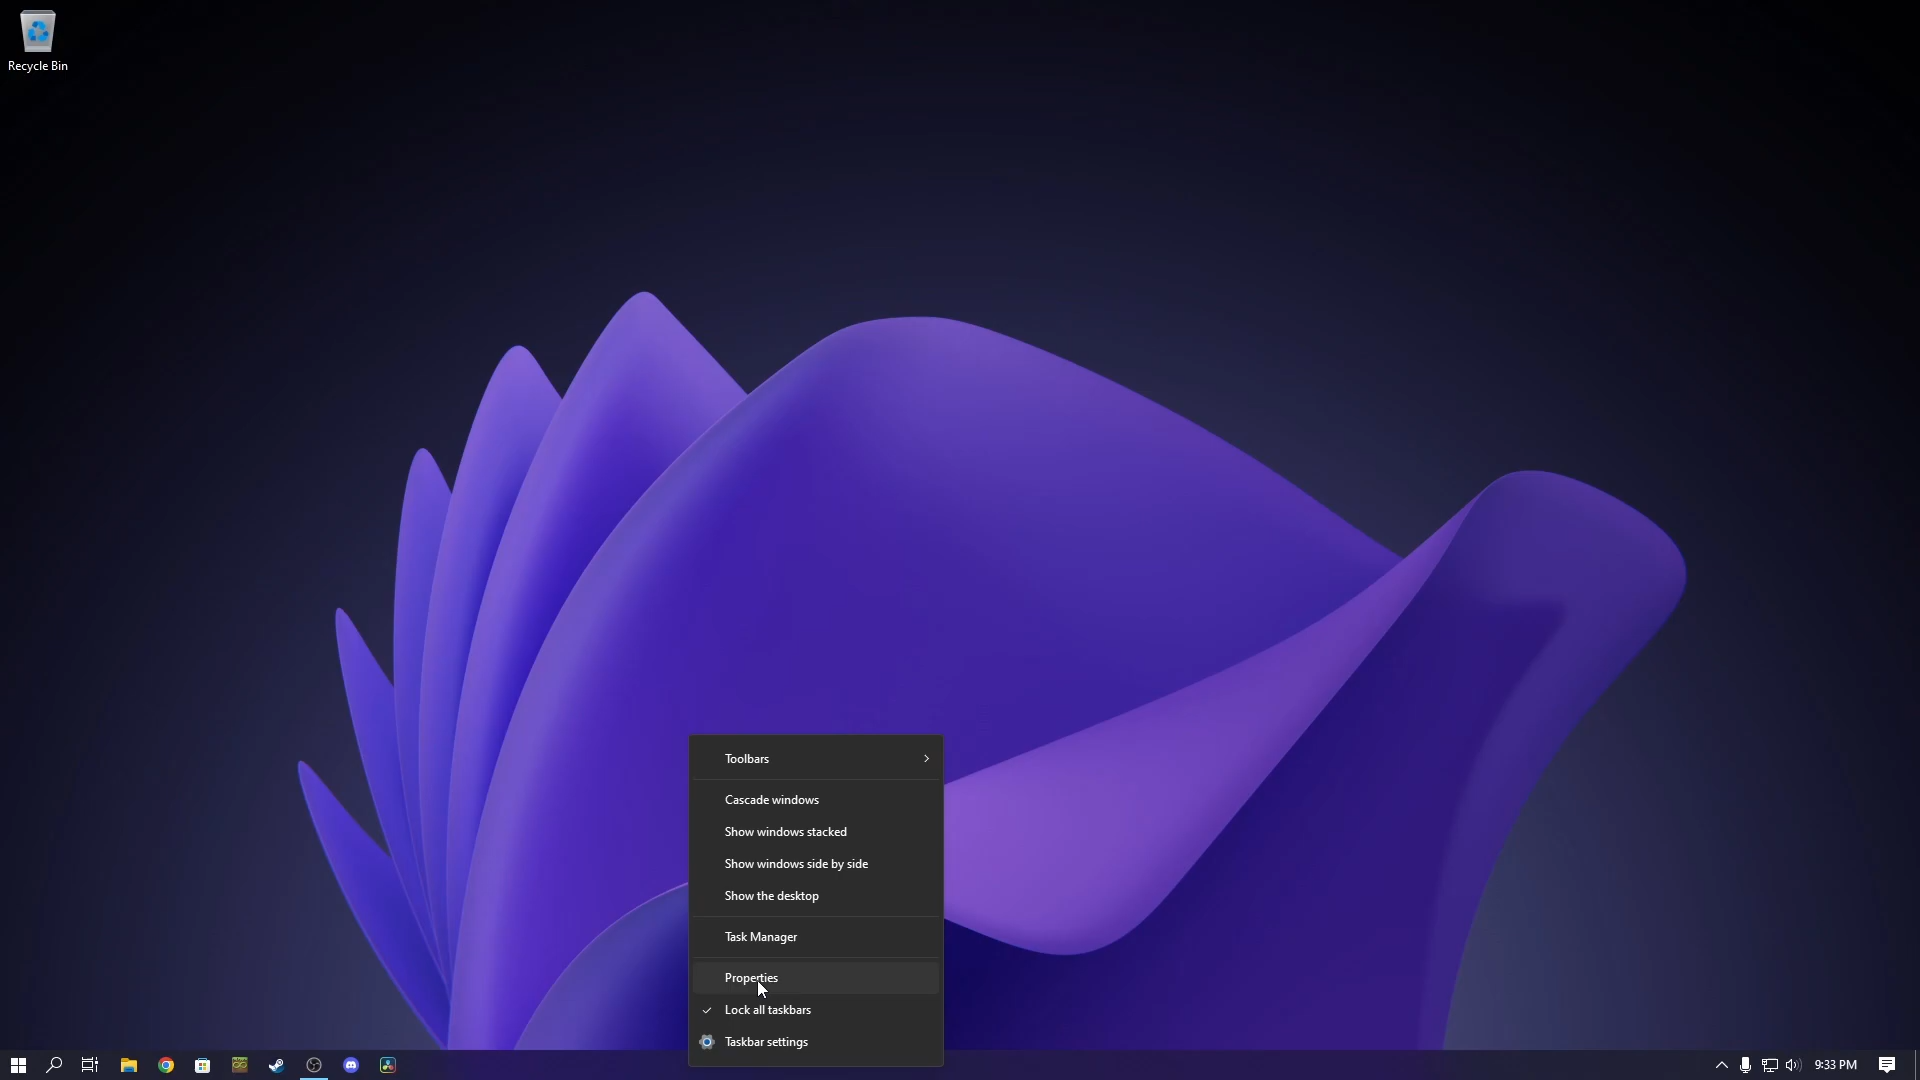 Recycle Bin
Toolbars
Cascade windows
Show windows stacked
Show windows side by side
Show the desktop
Task Manager
Properties
Lock all taskbars
Taskbar settings
9:33 PM